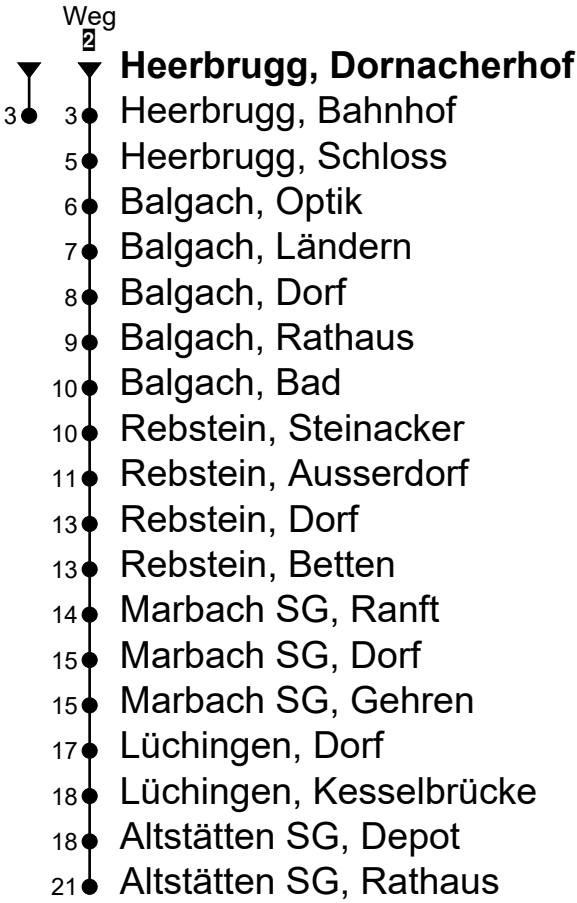 Weg
2
Heerbrugg, Dornacherhof
3 3 Heerbrugg, Bahnhof
5 Heerbrugg, Schloss
6 Balgach, Optik
7 Balgach, Ländern
8 Balgach, Dorf
9 Balgach, Rathaus
10 Balgach, Bad
10 Rebstein, Steinacker
11 Rebstein, Ausserdorf
13 Rebstein, Dorf
13 Rebstein, Betten
14 Marbach SG, Ranft
15 Marbach SG, Dorf
15 Marbach SG, Gehren
17 Lüchingen, Dorf
18 Lüchingen, Kesselbrücke
18 Altstätten SG, Depot
21 Altstätten SG, Rathaus